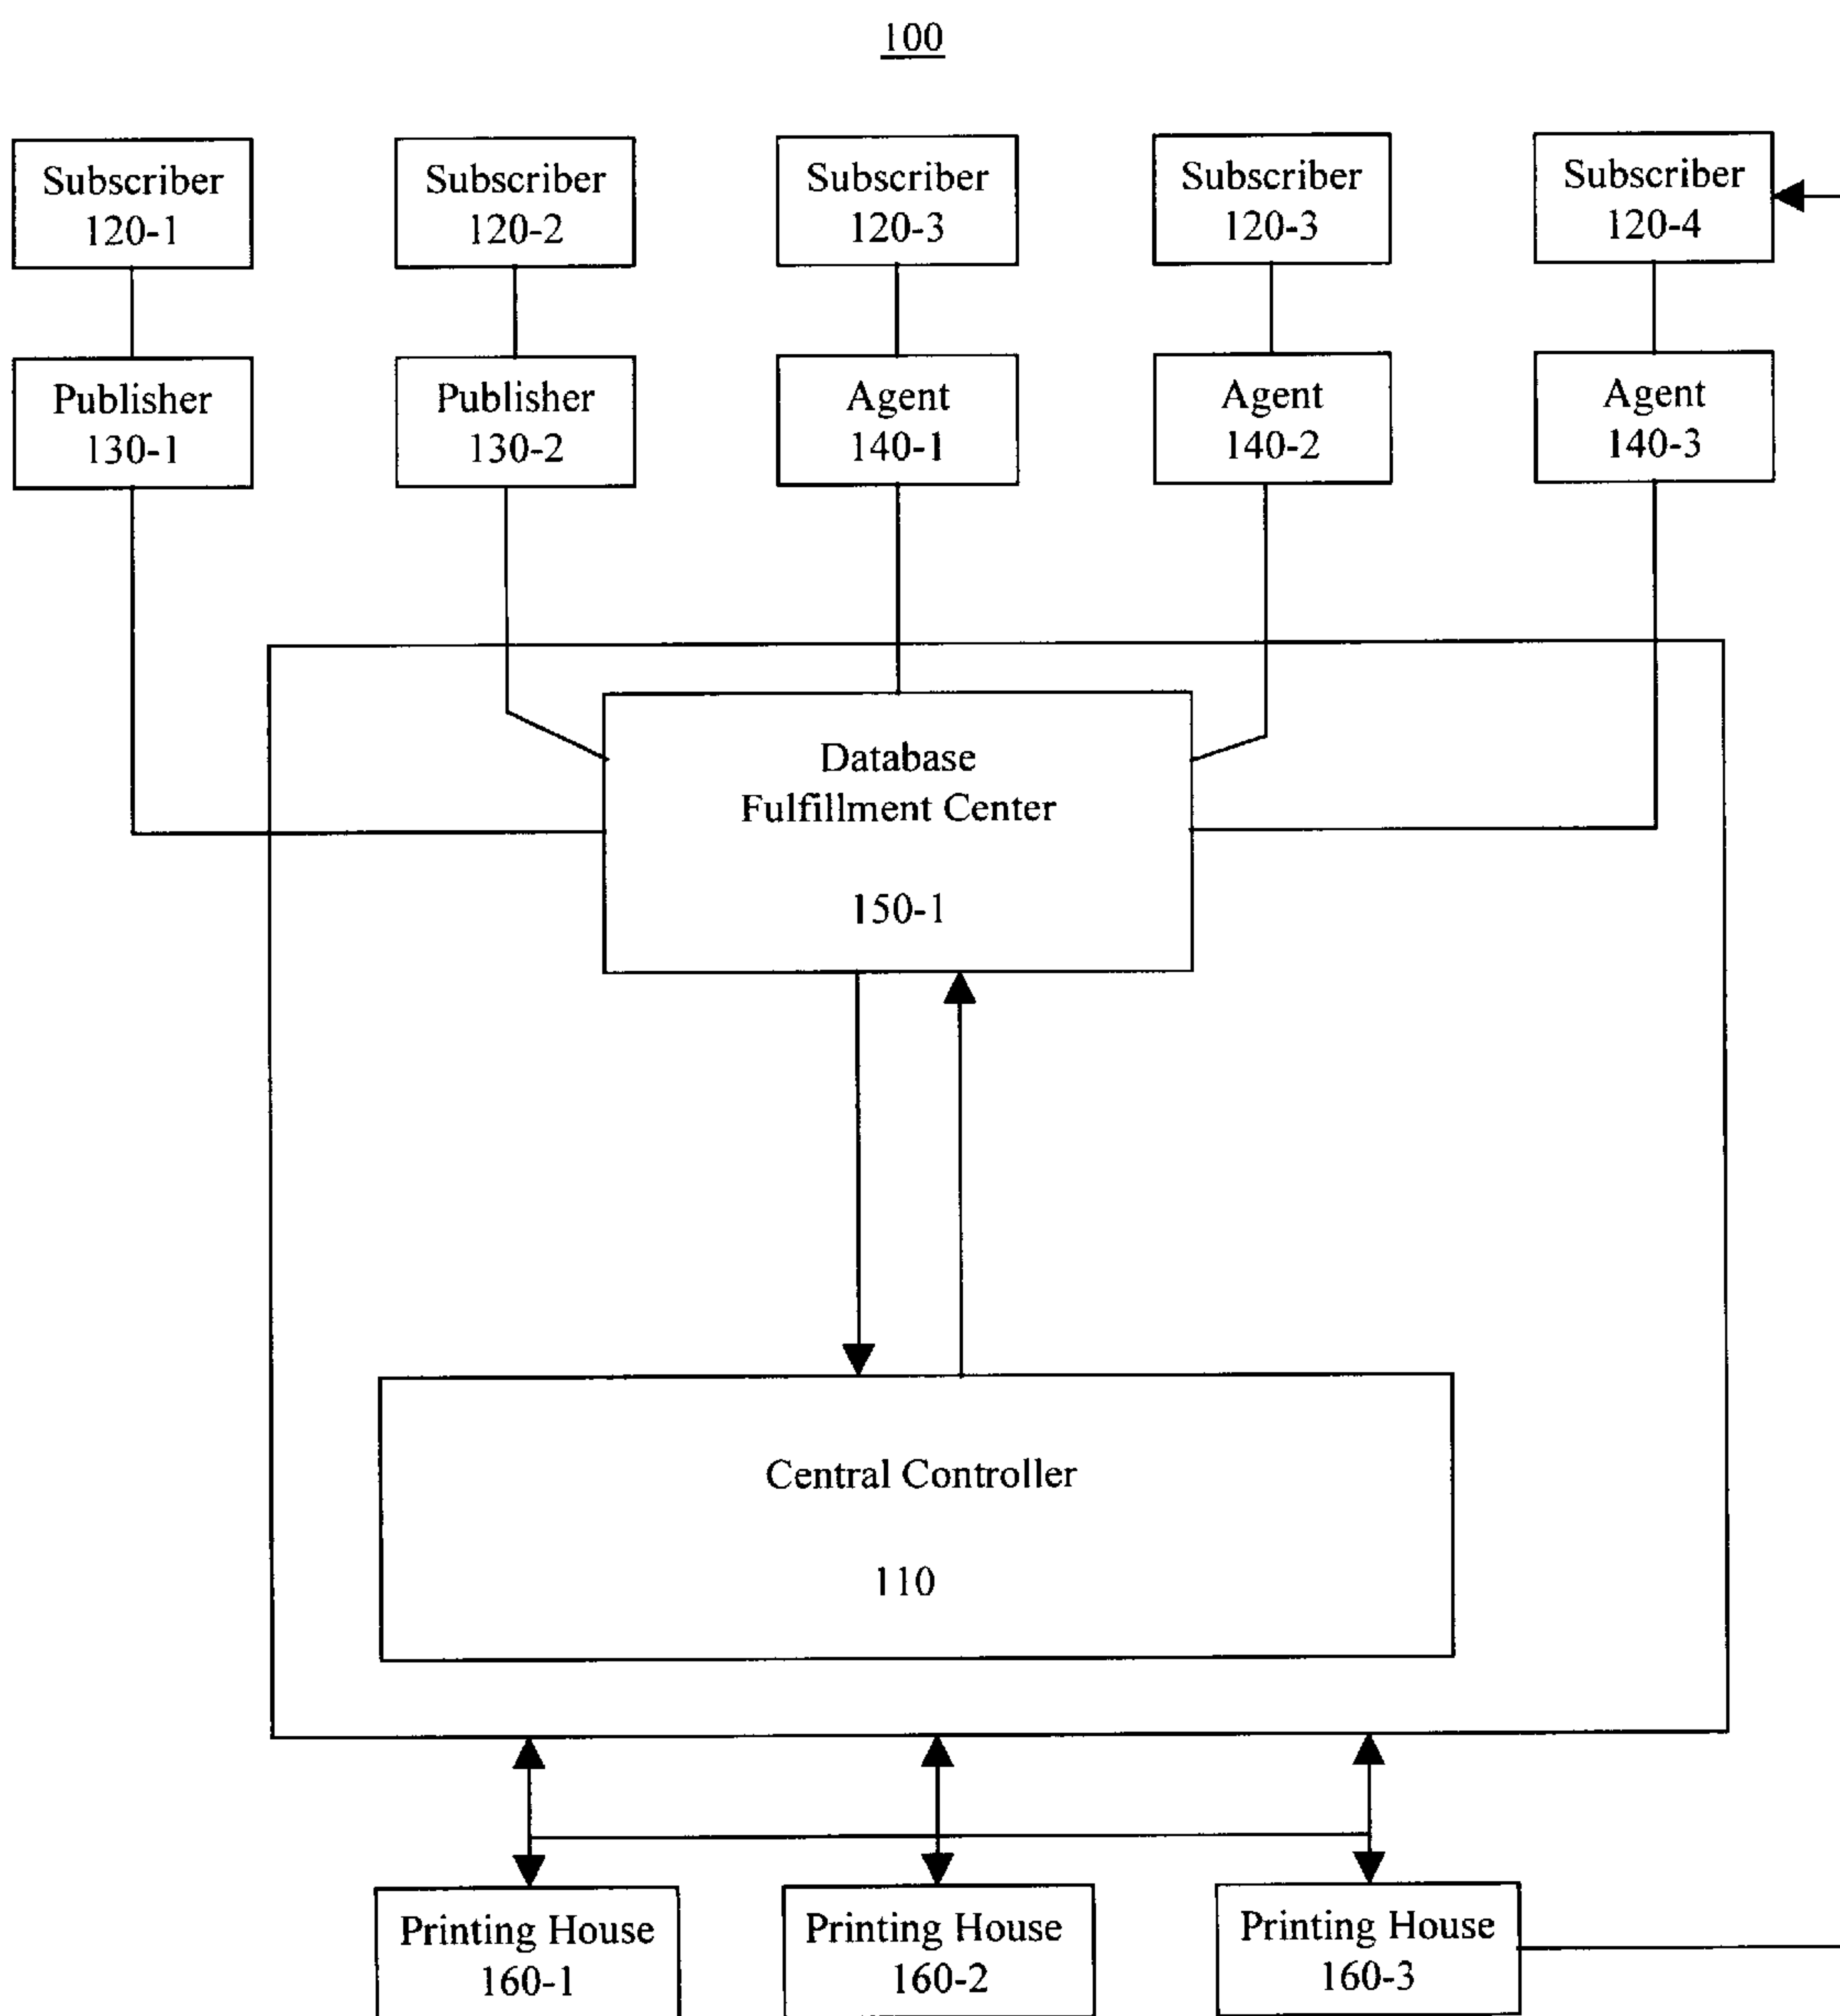 100
Subscriber
120-1
Subscriber
120-2
Subscriber
120-3
Subscriber
120-3
Subscriber
120-4
Publisher
130-1
Publisher
130-2
Agent
140-1
Agent
140-2
Agent
140-3
Database
Fulfillment Center
150-1
Central Controller
110
Printing House
160-1
Printing House
160-2
Printing House
160-3